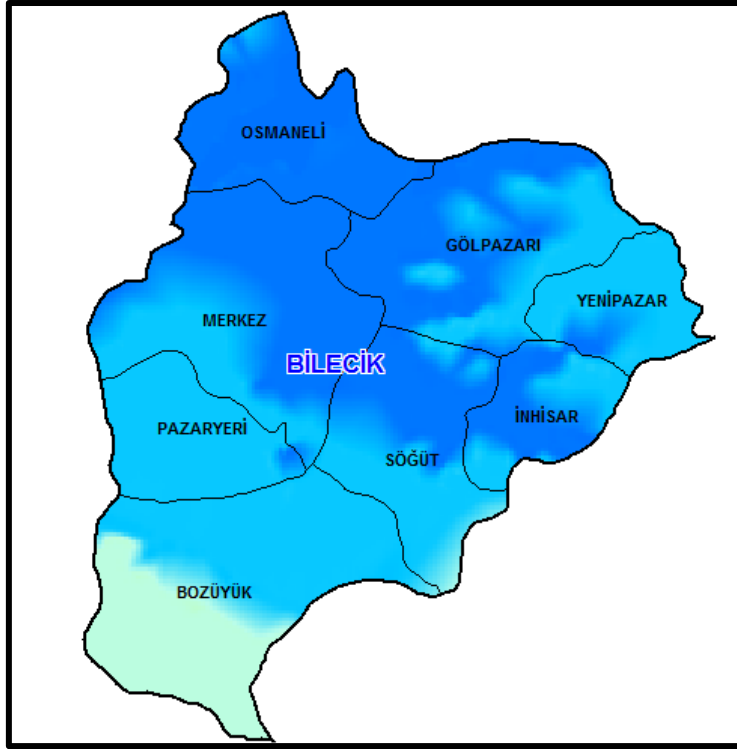 OSMANELİ
GÖLPAZARI
YENİPAZAR
MERKEZ
BİLECİK
İNHİSAR
PAZARYERİ
SÖĞÜT
BOZÜYÜK